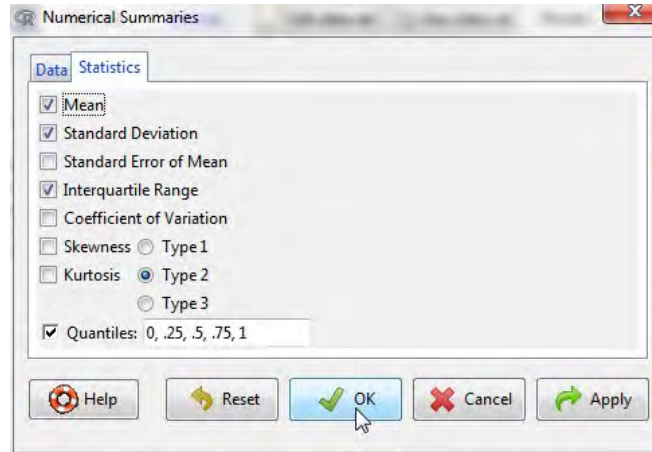 Numerical Summaries
Data Statistics
Mean
Standard Deviation
Standard Error of Mean
Interquartile Range
Coefficient of Variation
Skewness Type 1
Kurtosis Type 2
Type 3
Quantiles: 0, .25, .5, .75, 1
Help Reset OK Cancel Apply